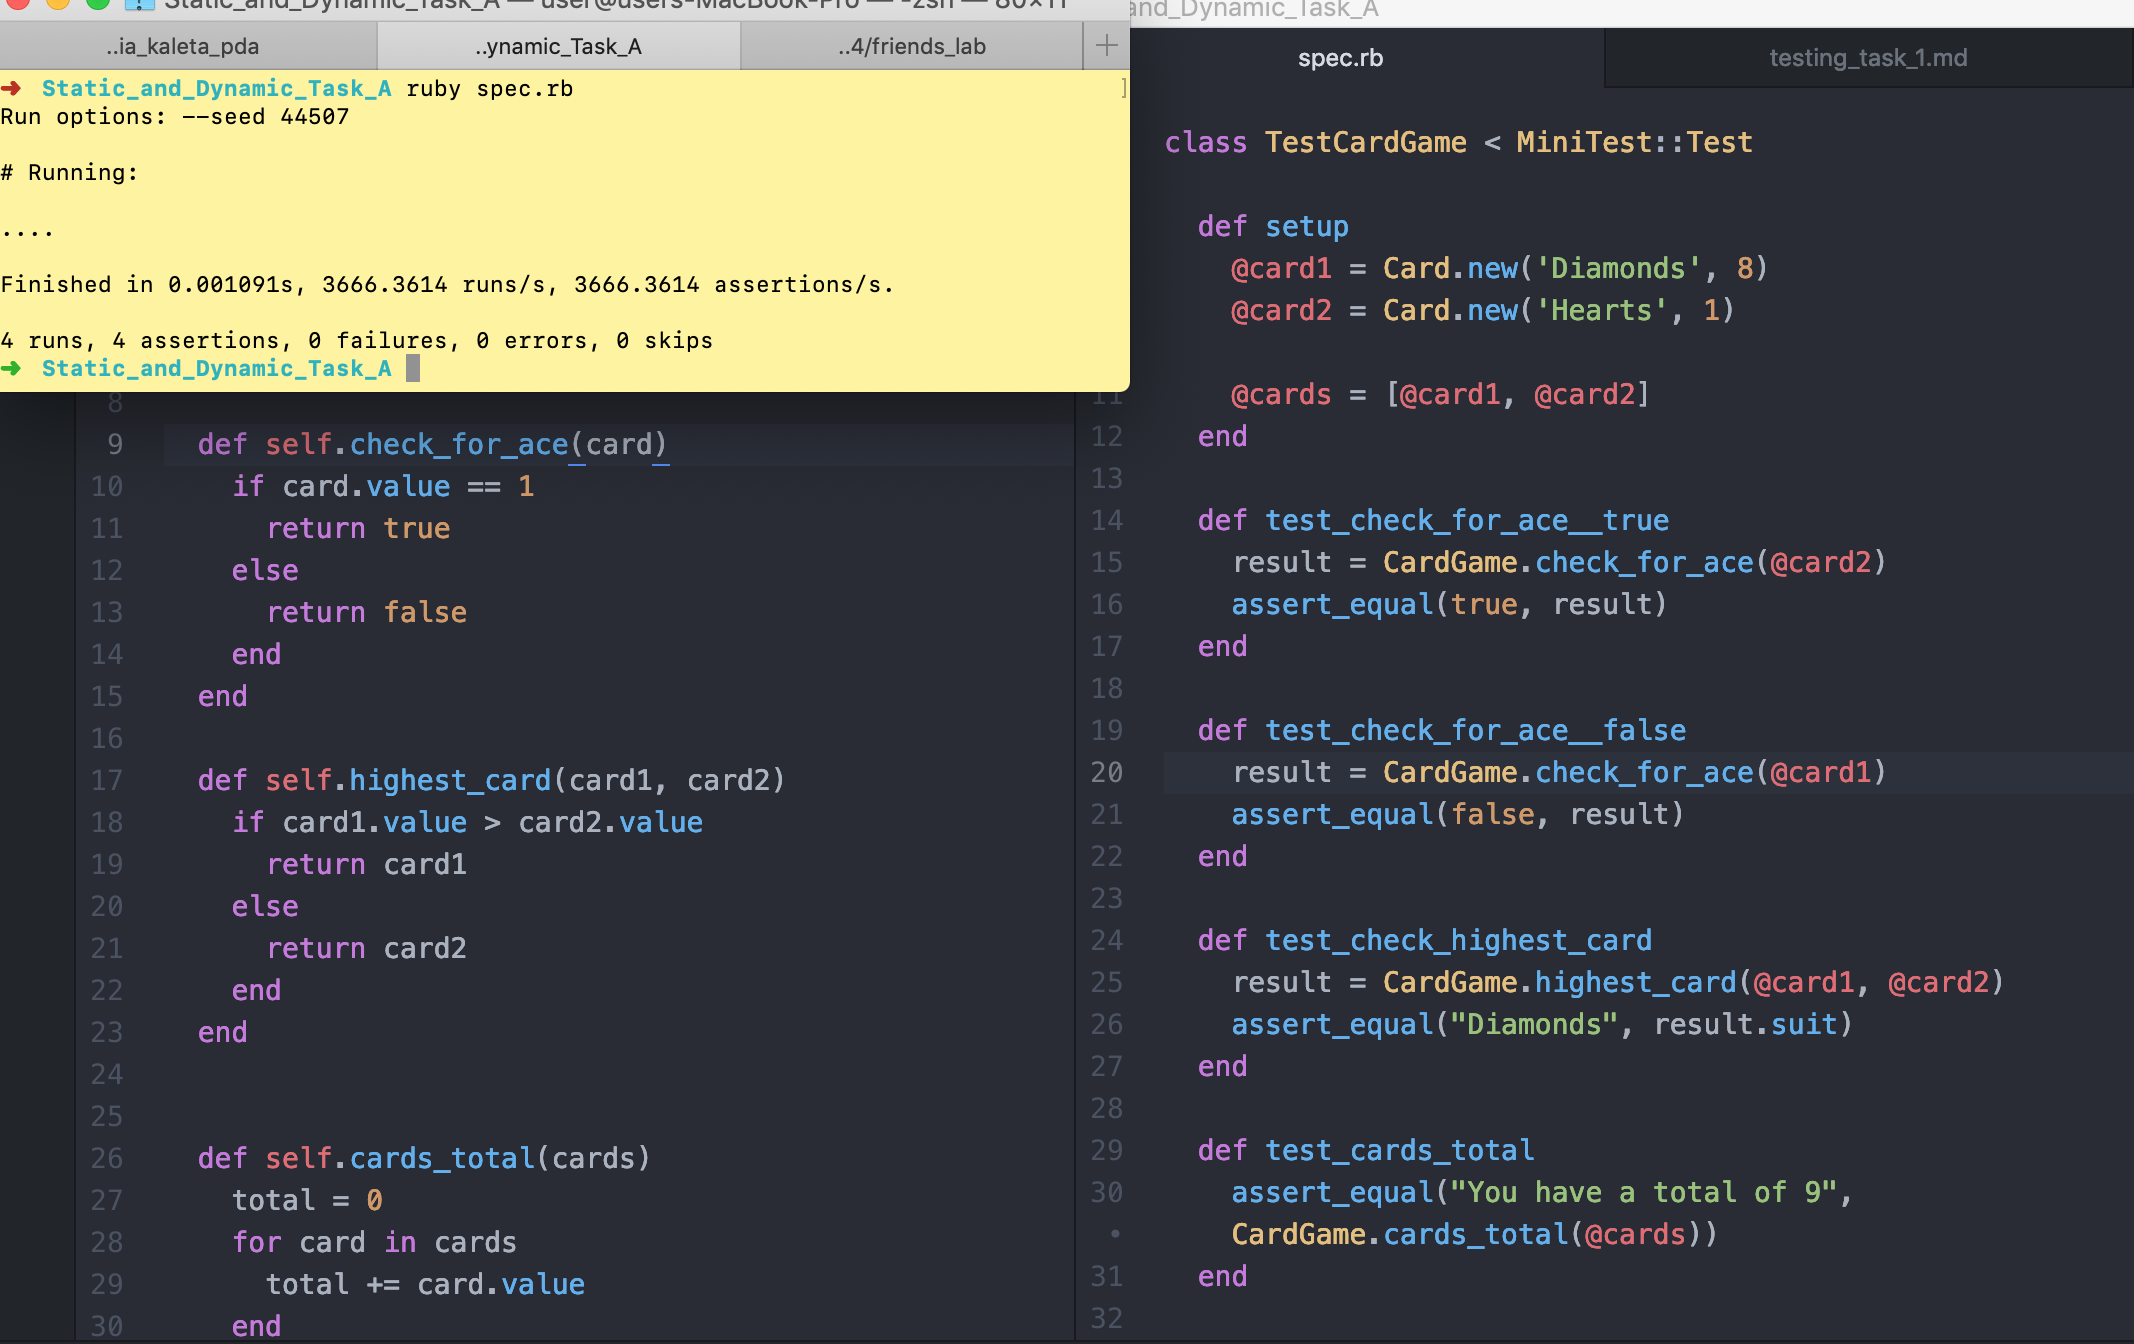 Static_and_Dynamic_Task_A — user@users-MacBook-Pro — -zsh — 80×11
..ia_kaleta_pda
..ynamic_Task_A
..4/friends_lab
+
➜ Static_and_Dynamic_Task_A ruby spec.rb ]
Run options: --seed 44507
# Running:
....
Finished in 0.001091s, 3666.3614 runs/s, 3666.3614 assertions/s.
4 runs, 4 assertions, 0 failures, 0 errors, 0 skips
➜ Static_and_Dynamic_Task_A
8
9 def self.check_for_ace(card)
10 if card.value == 1
11 return true
12 else
13 return false
14 end
15 end
16
17 def self.highest_card(card1, card2)
18 if card1.value > card2.value
19 return card1
20 else
21 return card2
22 end
23 end
24
25
26 def self.cards_total(cards)
27 total = 0
28 for card in cards
29 total += card.value
30 end
and_Dynamic_Task_A
spec.rb
testing_task_1.md
class TestCardGame < MiniTest::Test
def setup
@card1 = Card.new('Diamonds', 8)
@card2 = Card.new('Hearts', 1)
11 @cards = [@card1, @card2]
12 end
13
14 def test_check_for_ace__true
15 result = CardGame.check_for_ace(@card2)
16 assert_equal(true, result)
17 end
18
19 def test_check_for_ace__false
20 result = CardGame.check_for_ace(@card1)
21 assert_equal(false, result)
22 end
23
24 def test_check_highest_card
25 result = CardGame.highest_card(@card1, @card2)
26 assert_equal("Diamonds", result.suit)
27 end
28
29 def test_cards_total
30 assert_equal("You have a total of 9",
• CardGame.cards_total(@cards))
31 end
32